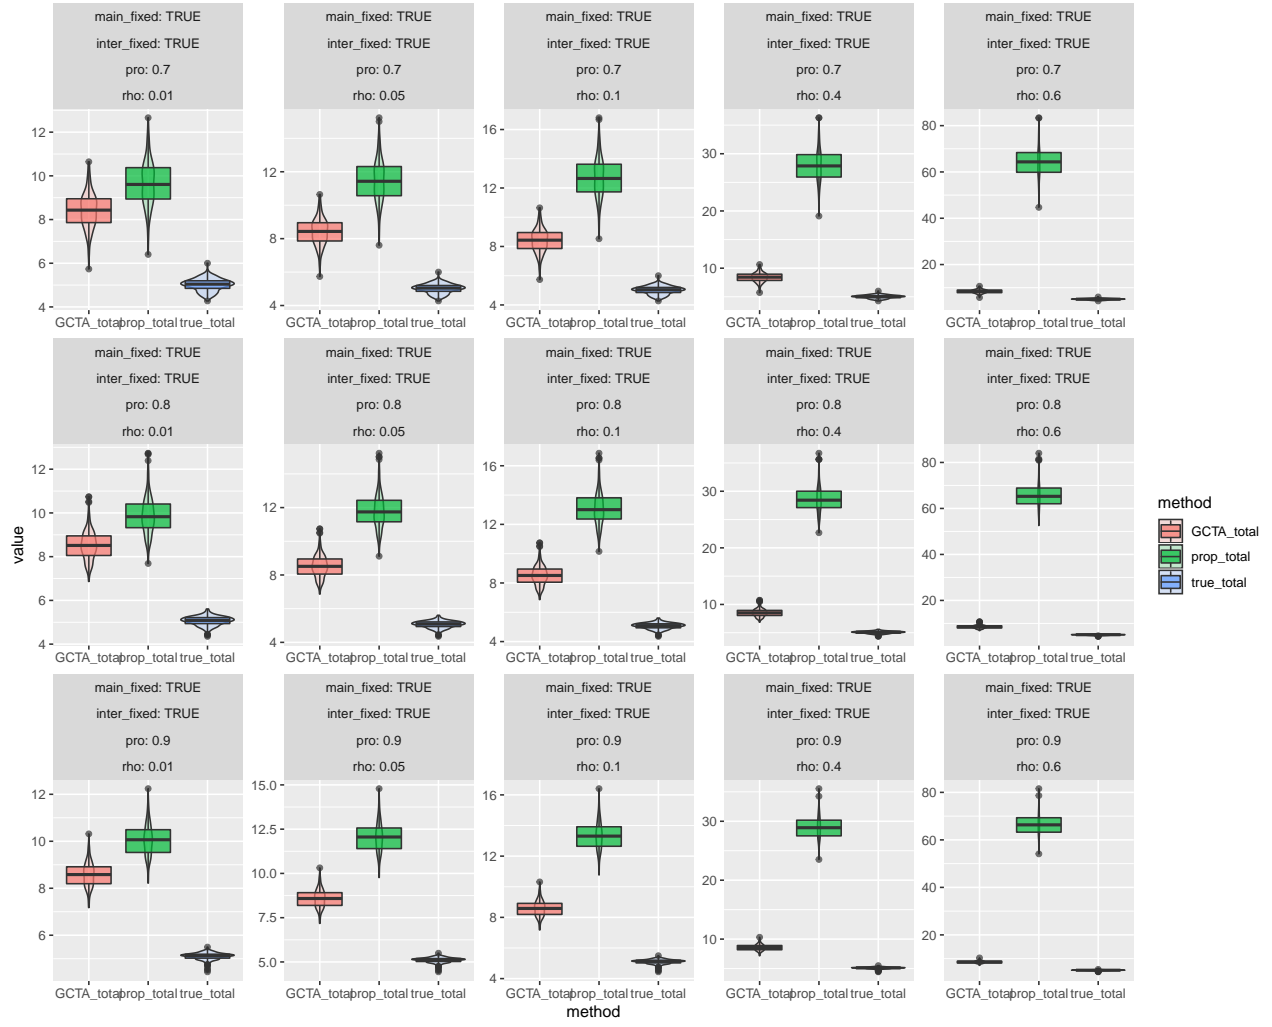 main_fixed: TRUE main_fixed: TRUE main_fixed: TRUE main_fixed: TRUE main_fixed: TRUE
inter_fixed: TRUE inter_fixed: TRUE inter_fixed: TRUE inter_fixed: TRUE inter_fixed: TRUE
pro: 0.7 pro: 0.7 pro: 0.7 pro: 0.7 pro: 0.7
rho: 0.01 rho: 0.05 rho: 0.1 rho: 0.4 rho: 0.6
12 10 8 6 4
12 8 4
16 12 8 4
30 20 10
80 60 40 20
GCTA_total prop_total true_total GCTA_total prop_total true_total GCTA_total prop_total true_total GCTA_total prop_total true_total GCTA_total prop_total true_total
main_fixed: TRUE main_fixed: TRUE main_fixed: TRUE main_fixed: TRUE main_fixed: TRUE
inter_fixed: TRUE inter_fixed: TRUE inter_fixed: TRUE inter_fixed: TRUE inter_fixed: TRUE
pro: 0.8 pro: 0.8 pro: 0.8 pro: 0.8 pro: 0.8
rho: 0.01 rho: 0.05 rho: 0.1 rho: 0.4 rho: 0.6
value
12 10 8 6 4
12 8 4
16 12 8 4
30 20 10
80 60 40 20
GCTA_total prop_total true_total GCTA_total prop_total true_total GCTA_total prop_total true_total GCTA_total prop_total true_total GCTA_total prop_total true_total
main_fixed: TRUE main_fixed: TRUE main_fixed: TRUE main_fixed: TRUE main_fixed: TRUE
inter_fixed: TRUE inter_fixed: TRUE inter_fixed: TRUE inter_fixed: TRUE inter_fixed: TRUE
pro: 0.9 pro: 0.9 pro: 0.9 pro: 0.9 pro: 0.9
rho: 0.01 rho: 0.05 rho: 0.1 rho: 0.4 rho: 0.6
12 10 8 6
15.0 12.5 10.0 7.5 5.0
16 12 8 4
30 20 10
80 60 40 20
GCTA_total prop_total true_total GCTA_total prop_total true_total GCTA_total prop_total true_total GCTA_total prop_total true_total GCTA_total prop_total true_total
method
method
GCTA_total
prop_total
true_total